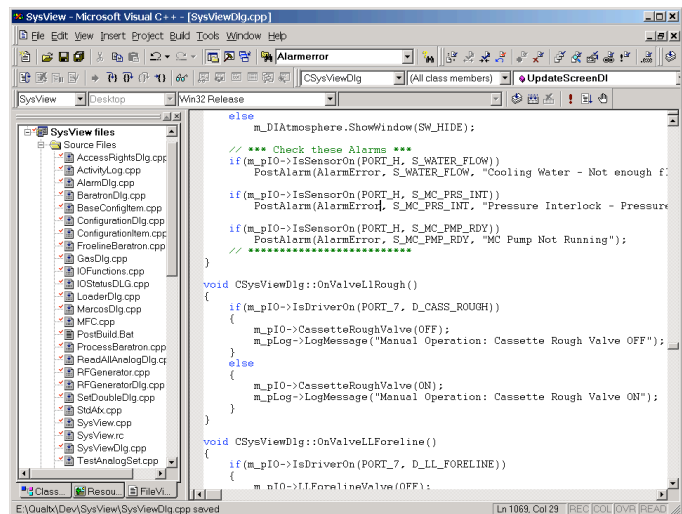 SysView - Microsoft Visual C++ - [SysViewDlg.cpp]
File Edit View Insert Project Build Tools Window Help
Alarmerror
CSysViewDlg (All class members) UpdateScreenDI
SysView Desktop Win32 Release
SysView files
Source Files
AccessRightsDlg.cpp
ActivityLog.cpp
AlarmDlg.cpp
BaratronDlg.cpp
BaseConfigItem.cpp
ConfigurationDlg.cpp
ConfigurationItem.cpp
FroelineBaratron.cpp
GasDlg.cpp
IOFunctions.cpp
IOStatusDLG.cpp
LoaderDlg.cpp
MarcosDlg.cpp
MFC.cpp
PostBuild.Bat
ProcessBaratron.cpp
ReadAllAnalogDlg.cp
RFGenerator.cpp
RFGeneratorDlg.cpp
SetDoubleDlg.cpp
StdAfx.cpp
SysView.cpp
SysView.rc
SysViewDlg.cpp
TestAnalogSet.cpp
Class... Resou... FileVi...
else
m_DIAtmosphere.ShowWindow(SW_HIDE);
// *** Check these Alarms ***
if(m_pIO->IsSensorOn(PORT_H, S_WATER_FLOW))
PostAlarm(AlarmError, S_WATER_FLOW, "Cooling Water - Not enough fl
if(m_pIO->IsSensorOn(PORT_H, S_MC_PRS_INT))
PostAlarm(AlarmError, S_MC_PRS_INT, "Pressure Interlock - Pressure
if(m_pIO->IsSensorOn(PORT_H, S_MC_PMP_RDY))
PostAlarm(AlarmError, S_MC_PMP_RDY, "MC Pump Not Running");
// **************************
}
void CSysViewDlg::OnValveLlRough()
{
if(m_pIO->IsDriverOn(PORT_7, D_CASS_ROUGH))
{
m_pIO->CassetteRoughValve(OFF);
m_pLog->LogMessage("Manual Operation: Cassette Rough Valve OFF");
}
else
{
m_pIO->CassetteRoughValve(ON);
m_pLog->LogMessage("Manual Operation: Cassette Rough Valve ON");
}
}
void CSysViewDlg::OnValveLLForeline()
{
if(m_pIO->IsDriverOn(PORT_7, D_LL_FORELINE))
{
m_pIO->LLForelineValve(OFF);
E:\Qualtx\Dev\SysView\SysViewDlg.cpp saved
Ln 1069, Col 29 REC COL OVR READ